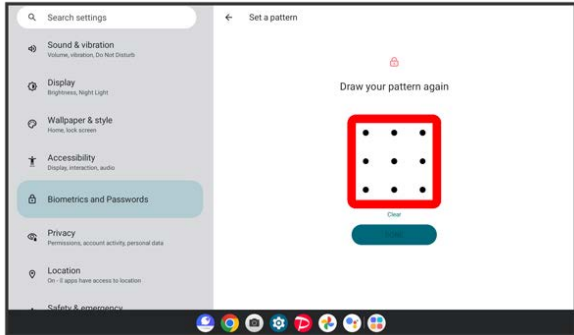 Search settings
Sound & vibration
Volume, vibration, Do Not Disturb
Display
Brightness, Night Light
Wallpaper & style
Home, lock screen
Accessibility
Display, interaction, audio
Biometrics and Passwords
Privacy
Permissions, account activity, personal data
Location
On - 6 apps have access to location
Safety & emergency
Set a pattern
Draw your pattern again
Clear